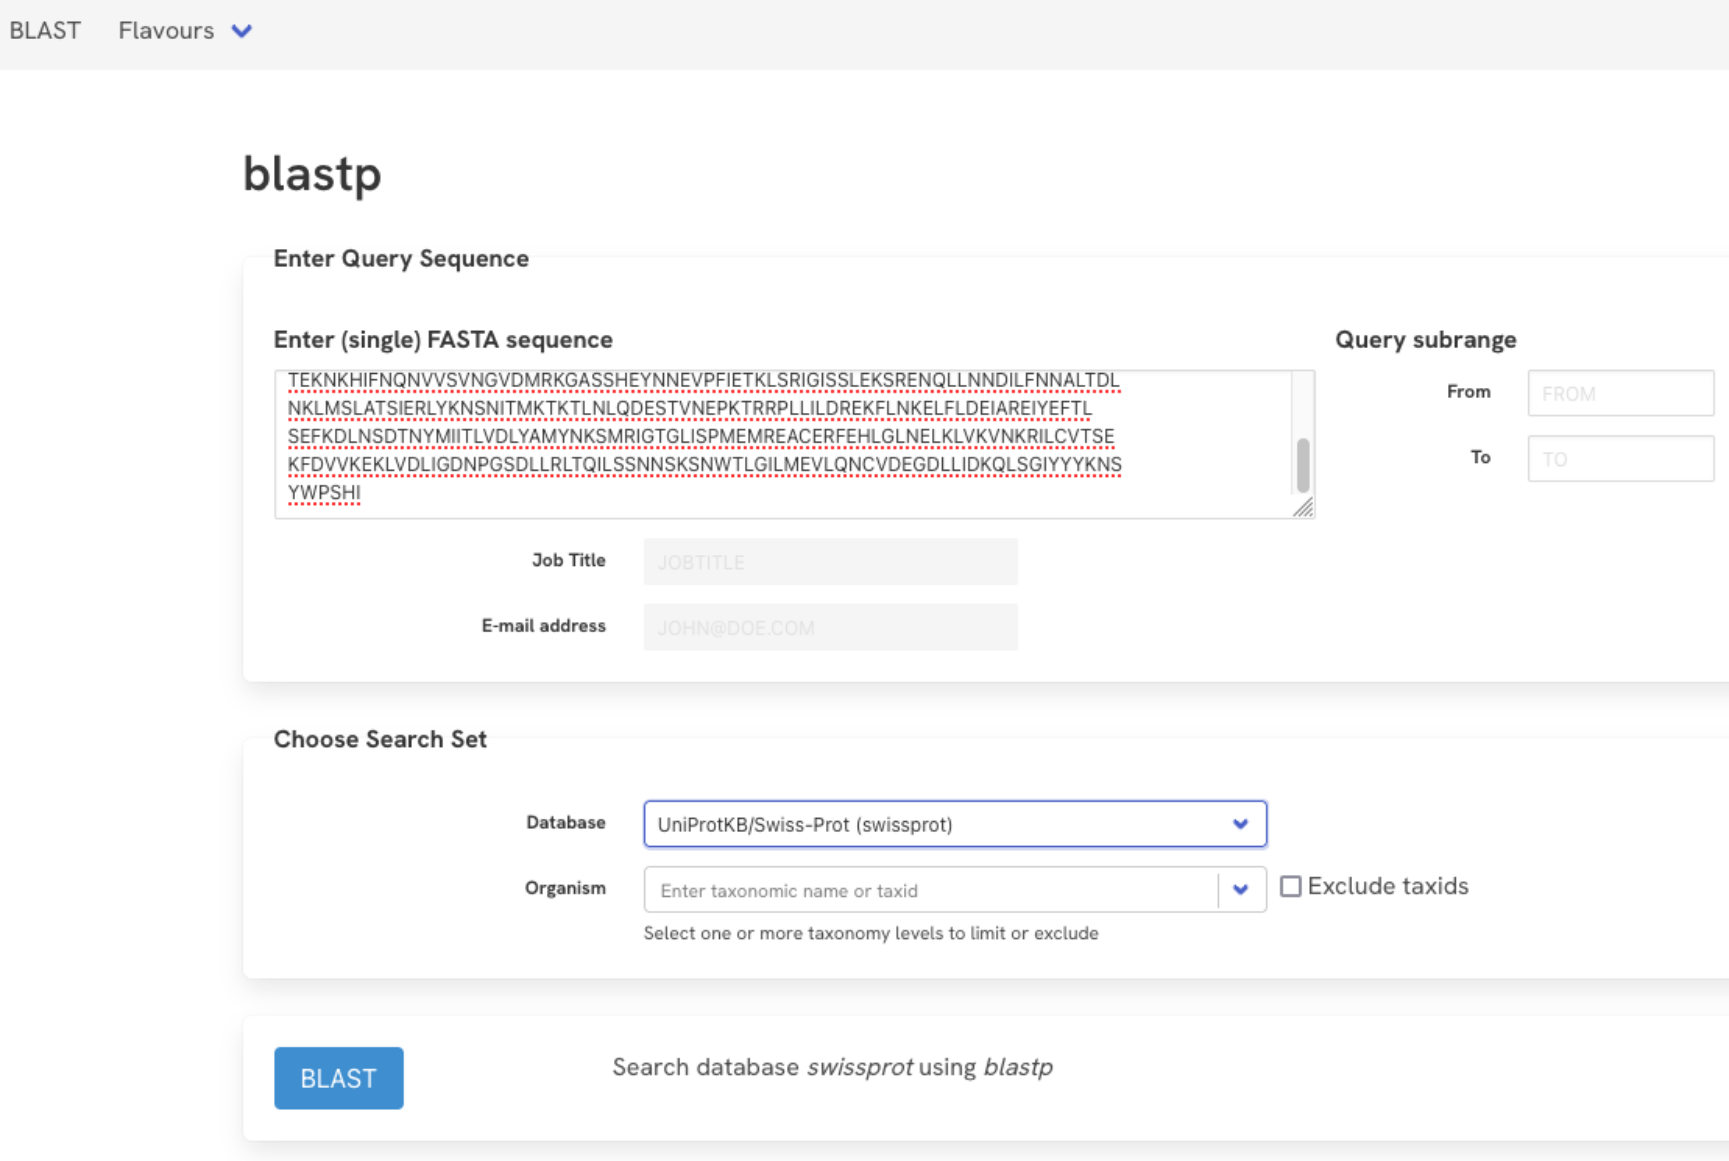 BLAST Flavours
blastp
Enter Query Sequence
Enter (single) FASTA sequence
Query subrange
TEKNKHIFNQNVVSVNGVDMRKGASSHEYNNEVPFIETKLSRIGISSLEKSRENQLLNNDILFNNALTDL
NKLMSLATSIERLYKNSNITMKTKTLNLQDESTVNEPKTRRPLLILDREKFLNKELFLDEIAREIYEFTL
SEFKDLNSDTNYMIITLVDLYAMYNKSMRIGTGLISPMEMREACERFEHLGLNELKLVKVNKRILCVTSE
KFDVVKEKLVDLIGDNPGSDLLRLTQILSSNNSKSNWTLGILMEVLQNCVDEGDLLIDKQLSGIYYYKNS
YWPSHI
From FROM
To TO
Job Title JOBTITLE
E-mail address JOHN@DOE.COM
Choose Search Set
Database UniProtKB/Swiss-Prot (swissprot)
Organism Enter taxonomic name or taxid Exclude taxids
Select one or more taxonomy levels to limit or exclude
BLAST Search database swissprot using blastp